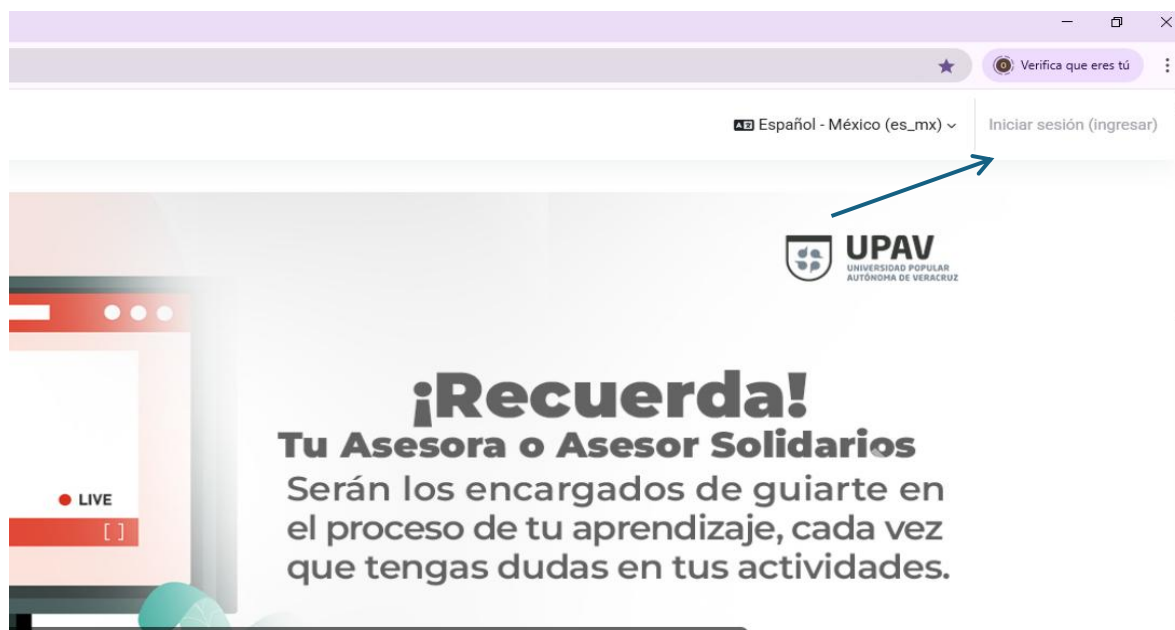 Verifica que eres tú
Español - México (es_mx)
Iniciar sesión (ingresar)
UPAV
UNIVERSIDAD POPULAR
AUTÓNOMA DE VERACRUZ
¡Recuerda!
Tu Asesora o Asesor Solidarios
Serán los encargados de guiarte en
el proceso de tu aprendizaje, cada vez
que tengas dudas en tus actividades.
LIVE
[ ]